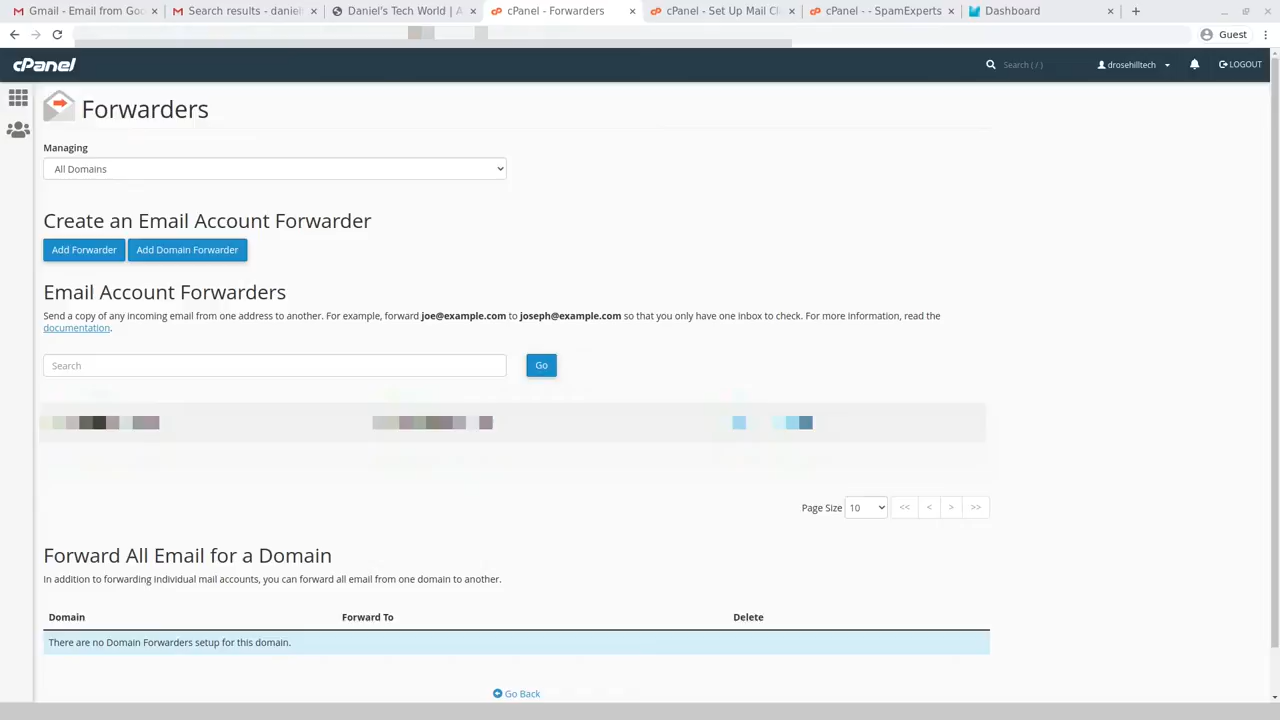 Gmail - Email from Goo
Search results - daniel
Daniel's Tech World | A
cPanel - Forwarders
cPanel - Set Up Mail Cl
cPanel - - SpamExperts
Dashboard
Guest
cPanel
Search ( / )
drosehilltech
LOGOUT
Forwarders
Managing
All Domains
Create an Email Account Forwarder
Add Forwarder
Add Domain Forwarder
Email Account Forwarders
Send a copy of any incoming email from one address to another. For example, forward joe@example.com to joseph@example.com so that you only have one inbox to check. For more information, read the
documentation.
Search
Go
Page Size 10 << < > >>
Forward All Email for a Domain
In addition to forwarding individual mail accounts, you can forward all email from one domain to another.
Domain Forward To Delete
There are no Domain Forwarders setup for this domain.
Go Back